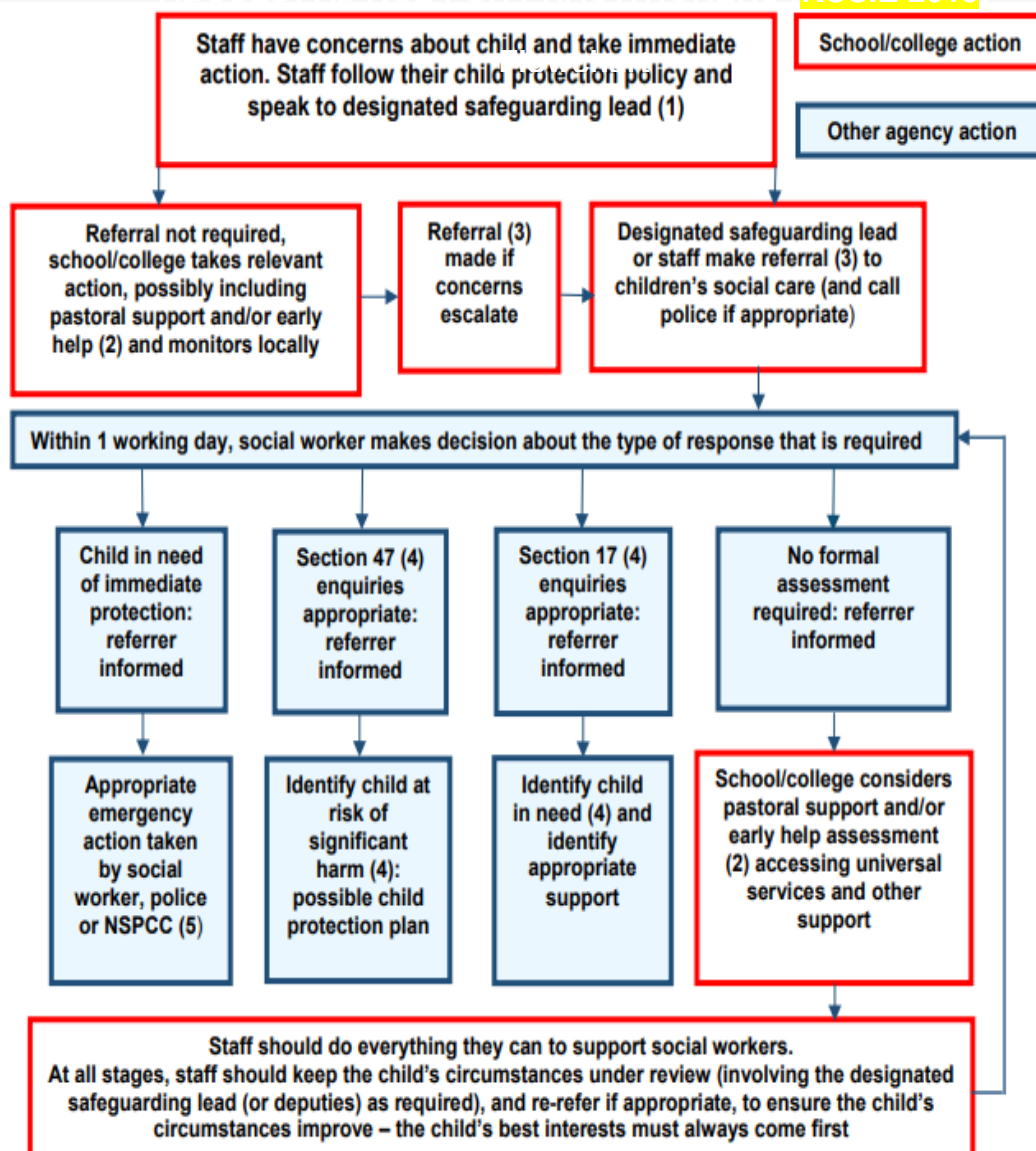 Staff have concerns about child and take immediate
action. Staff follow their child protection policy and
speak to designated safeguarding lead (1)
School/college action
Other agency action
Referral not required,
school/college takes relevant
action, possibly including
pastoral support and/or early
help (2) and monitors locally
Referral (3)
made if
concerns
escalate
Designated safeguarding lead
or staff make referral (3) to
children’s social care (and call
police if appropriate)
Within 1 working day, social worker makes decision about the type of response that is required
Child in need
of immediate
protection:
referrer
informed
Section 47 (4)
enquiries
appropriate:
referrer
informed
Section 17 (4)
enquiries
appropriate:
referrer
informed
No formal
assessment
required: referrer
informed
Appropriate
emergency
action taken
by social
worker, police
or NSPCC (5)
Identify child at
risk of
significant
harm (4):
possible child
protection plan
Identify child
in need (4) and
identify
appropriate
support
School/college considers
pastoral support and/or
early help assessment
(2) accessing universal
services and other
support
Staff should do everything they can to support social workers.
At all stages, staff should keep the child’s circumstances under review (involving the designated
safeguarding lead (or deputies) as required), and re-refer if appropriate, to ensure the child’s
circumstances improve – the child’s best interests must always come first